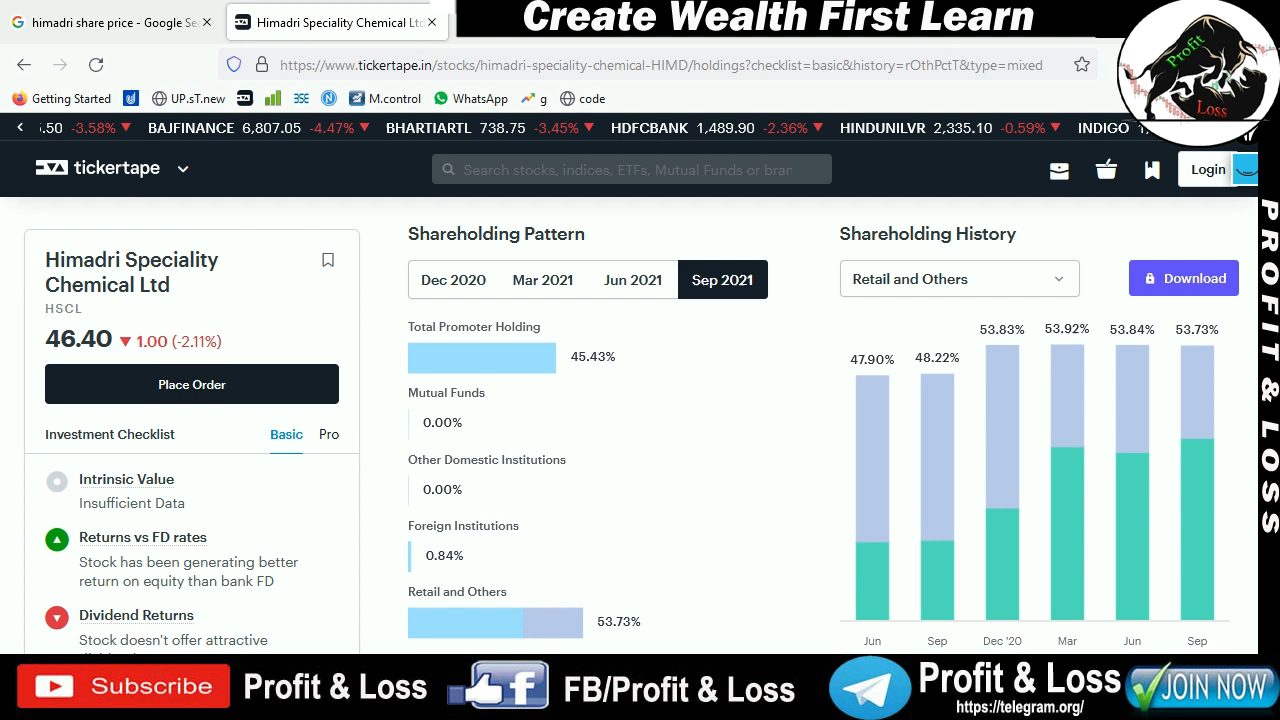 himadri share price - Google Se
Himadri Speciality Chemical Ltd
Create Wealth First Learn
https://www.tickertape.in/stocks/himadri-speciality-chemical-HIMD/holdings?checklist=basic&history=rOthPctT&type=mixed
Getting Started UP.sT.new M.control WhatsApp g code
Profit
Loss
.50 -3.58% ▼ BAJFINANCE 6,807.05 -4.47% ▼ BHARTIARTL 738.75 -3.45% ▼ HDFCBANK 1,489.90 -2.36% ▼ HINDUNILVR 2,335.10 -0.59% ▼ INDIGO
tickertape
Search stocks, indices, ETFs, Mutual Funds or bran
Login
PROFIT & LOSS
Himadri Speciality
Chemical Ltd
HSCL
46.40 ▼ 1.00 (-2.11%)
Place Order
Investment Checklist Basic Pro
Intrinsic Value
Insufficient Data
Returns vs FD rates
Stock has been generating better
return on equity than bank FD
Dividend Returns
Stock doesn't offer attractive
Shareholding Pattern
Dec 2020 Mar 2021 Jun 2021 Sep 2021
Total Promoter Holding
45.43%
Mutual Funds
0.00%
Other Domestic Institutions
0.00%
Foreign Institutions
0.84%
Retail and Others
53.73%
Shareholding History
Retail and Others
Download
47.90% 48.22% 53.83% 53.92% 53.84% 53.73%
Jun Sep Dec '20 Mar Jun Sep
Subscribe Profit & Loss
FB/Profit & Loss
Profit & Loss
https://telegram.org/
JOIN NOW